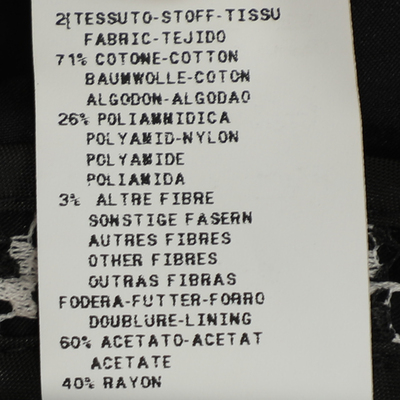 2{TESSUTO-STOFF-TISSU
FABRIC-TEJIDO
71% COTONE-COTTON
BAUMWOLLE-COTON
ALGODON-ALGODAO
26% POLIAMMIDICA
POLYAMID-NYLON
POLYAMIDE
POLIAMIDA
3% ALTRE FIBRE
SONSTIGE FASERN
AUTRES FIBRES
OTHER FIBRES
OUTRAS FIBRAS
FODERA-FUTTER-FORRO
DOUBLURE-LINING
60% ACETATO-ACETAT
ACETATE
40% RAYON